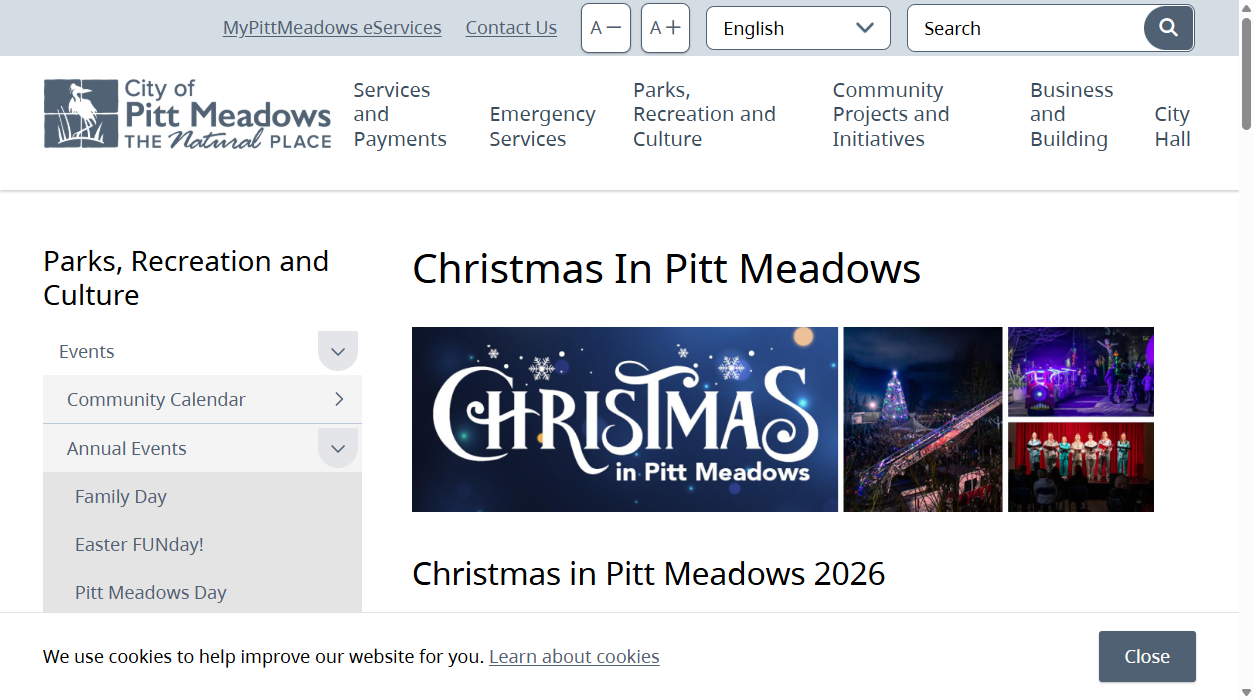 MyPittMeadows eServices
Contact Us
A −
A +
English
Search
City of
Pitt Meadows
THE Natural PLACE
Services
and
Payments
Emergency
Services
Parks,
Recreation and
Culture
Community
Projects and
Initiatives
Business
and
Building
City
Hall
Parks, Recreation and
Culture
Events
Community Calendar
Annual Events
Family Day
Easter FUNday!
Pitt Meadows Day
Christmas In Pitt Meadows
CHRISTMAS
in Pitt Meadows
Christmas in Pitt Meadows 2026
We use cookies to help improve our website for you. Learn about cookies
Close